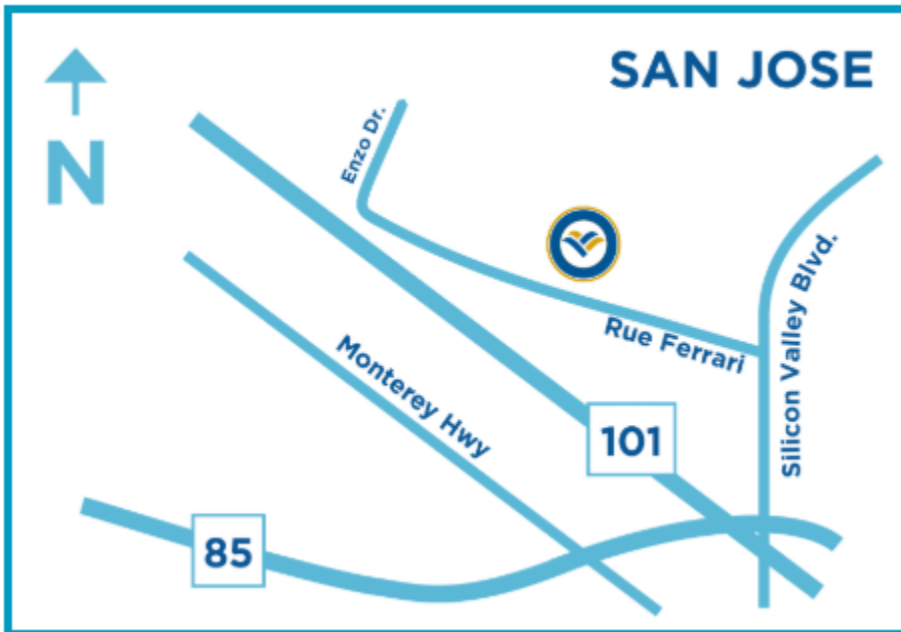 SAN JOSE
N
Enzo Dr.
Rue Ferrari
Silicon Valley Blvd.
Monterey Hwy
101
85